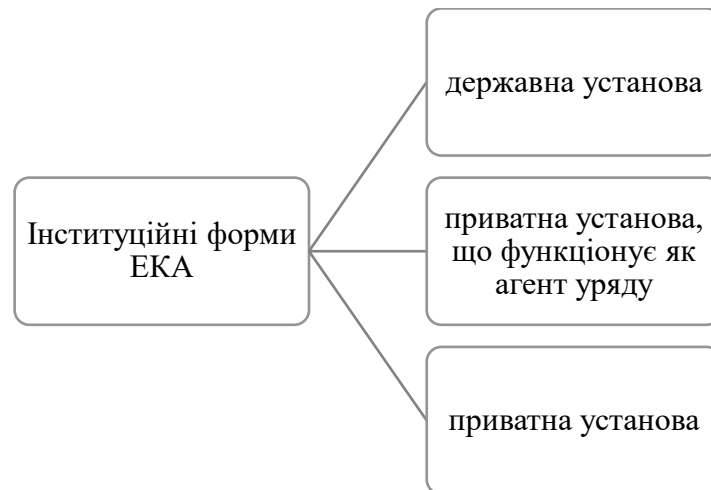 державна установа
Інституційні форми
ЕКА
приватна установа,
що функціонує як
агент уряду
приватна установа